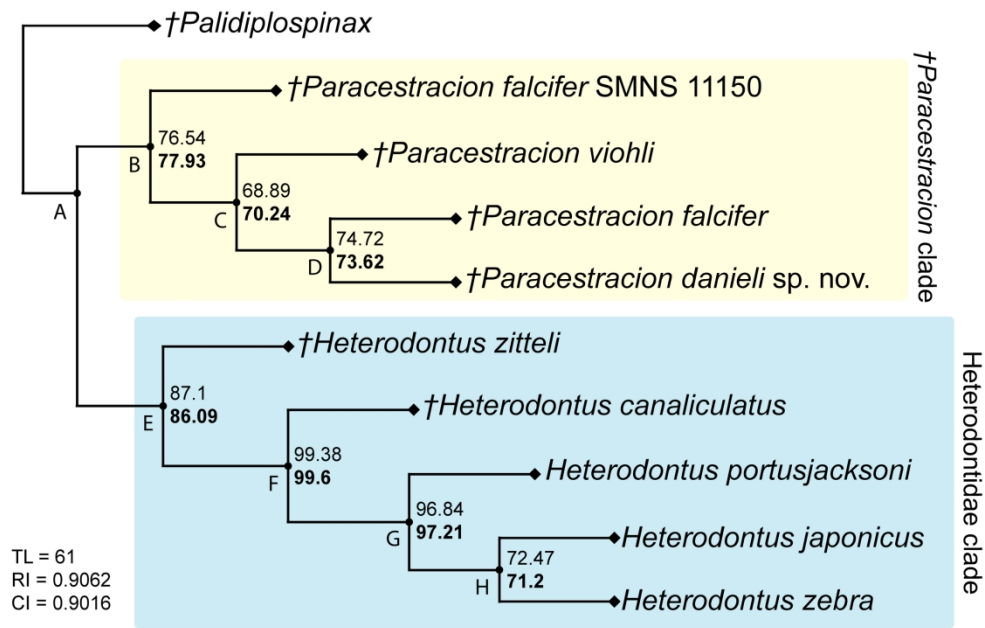 †Palidiplospinax
†Paracestracion falcifer SMNS 11150
76.54
B
77.93
†Paracestracion viohli
68.89
A
C
70.24
†Paracestracion falcifer
74.72
D
73.62
†Paracestracion danieli sp. nov.
†Paracestracion clade
†Heterodontus zitteli
87.1
E
86.09
†Heterodontus canaliculatus
99.38
F
99.6
Heterodontus portusjacksoni
96.84
G
97.21
Heterodontus japonicus
72.47
H
71.2
Heterodontus zebra
Heterodontidae clade
TL = 61
RI = 0.9062
CI = 0.9016